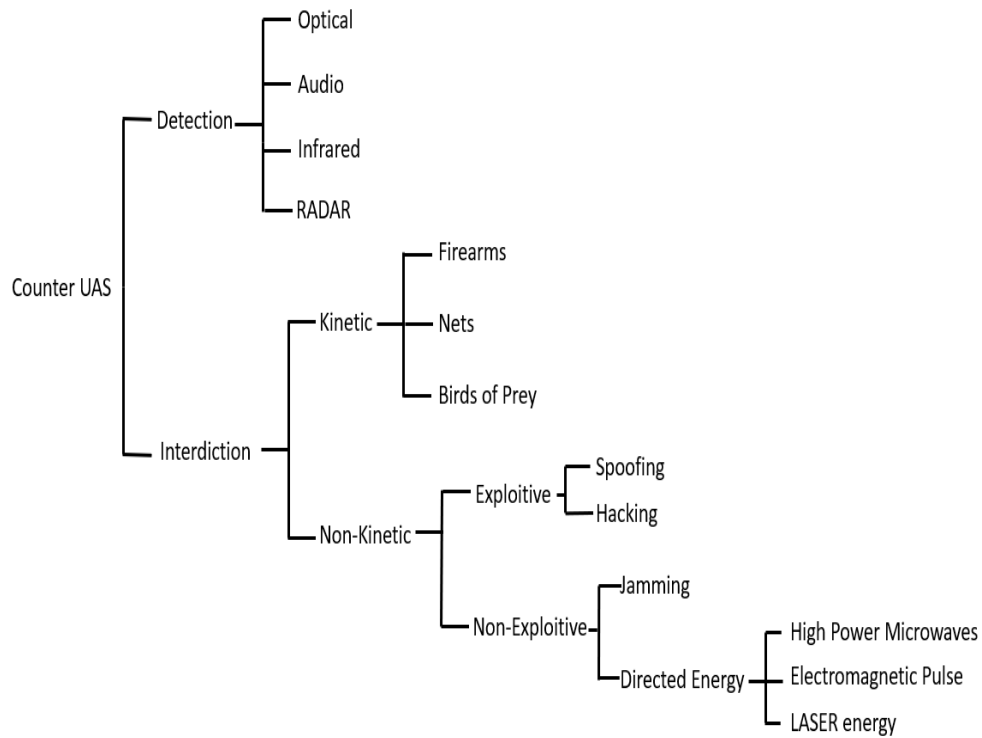 Optical
Audio
Detection
Infrared
RADAR
Firearms
Counter UAS
Kinetic
Nets
Birds of Prey
Interdiction
Spoofing
Exploitive
Hacking
Non-Kinetic
Jamming
Non-Exploitive
High Power Microwaves
Directed Energy
Electromagnetic Pulse
LASER energy